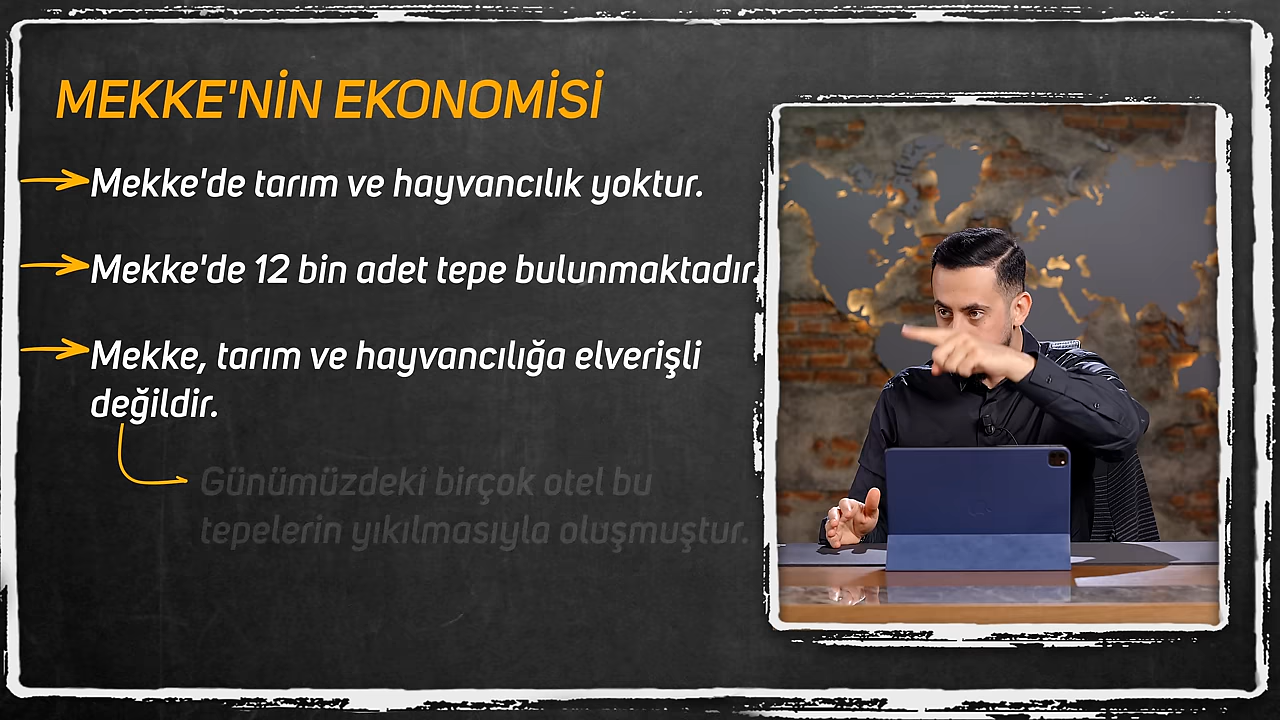 MEKKE'NİN EKONOMİSİ
Mekke'de tarım ve hayvancılık yoktur.
Mekke'de 12 bin adet tepe bulunmaktadır.
Mekke, tarım ve hayvancılığa elverişli
değildir.
Günümüzdeki birçok otel bu
tepelerin yıkılmasıyla oluşmuştur.